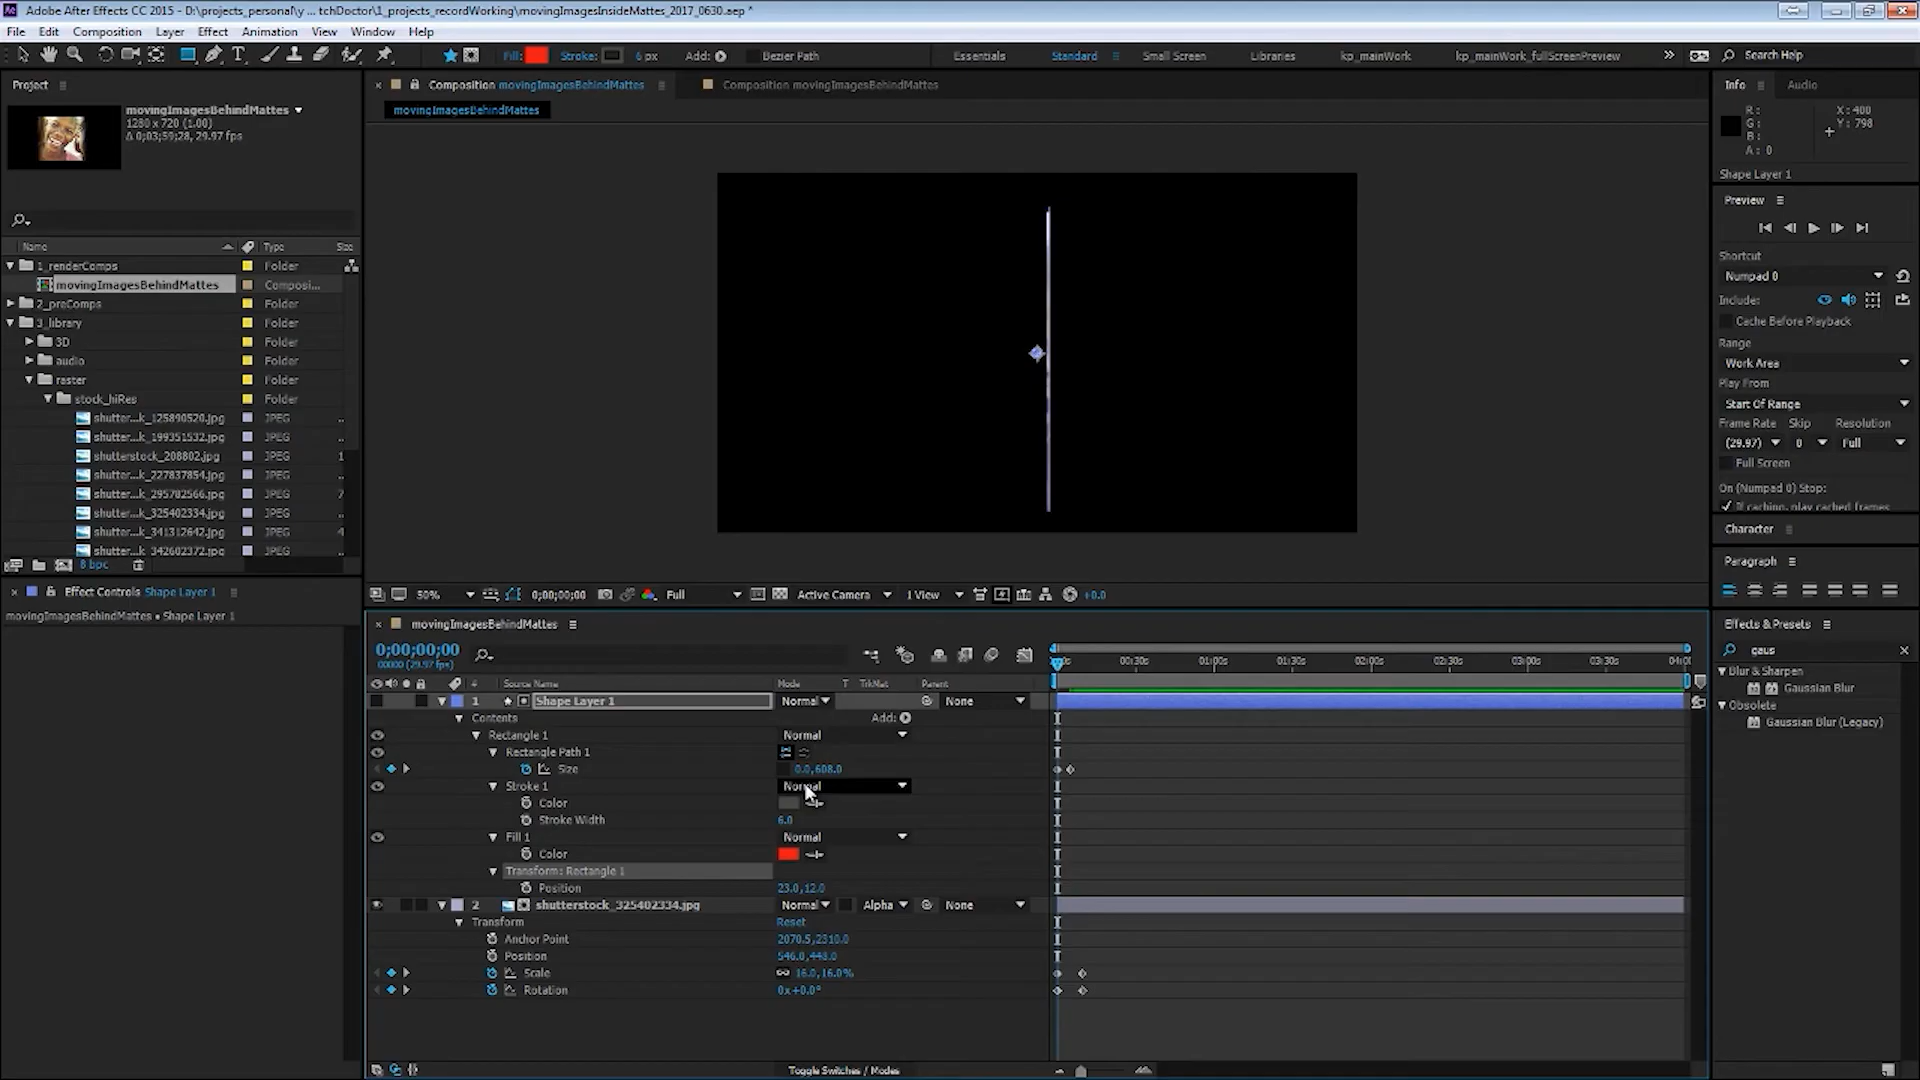 Adobe After Effects CC 2015 - D:\projects_personal\y ... tchDoctor\1_projects_recordWorking\movingImagesInsideMattes_2017_0630.aep *
File Edit Composition Layer Effect Animation View Window Help
Fill: Stroke: 6 px Add: Bezier Path Essentials Standard Small Screen Libraries kp_mainWork kp_mainWork_fullScreenPreview Search Help
Project
movingImagesBehindMattes
1280 x 720 (1.00)
Δ 0;03;59;28, 29.97 fps
Name Type Size
1_renderComps Folder
movingImagesBehindMattes Composi...
2_preComps Folder
3_library Folder
3D Folder
audio Folder
raster Folder
stock_hiRes Folder
shutter...k_125890520.jpg JPEG ..
shutter...k_199351532.jpg JPEG ..
shutterstock_208802.jpg JPEG 1
shutter...k_227837854.jpg JPEG ..
shutter...k_295782566.jpg JPEG 7
shutter...k_325402334.jpg JPEG ..
shutter...k_341312642.jpg JPEG 4
shutter...k_342602372.jpg JPEG ..
8 bpc
Effect Controls Shape Layer 1
movingImagesBehindMattes • Shape Layer 1
Composition movingImagesBehindMattes Composition movingImagesBehindMattes
movingImagesBehindMattes
50% 0;00;00;00 Full Active Camera 1 View +0.0
movingImagesBehindMattes
0;00;00;00
00000 (29.97 fps)
00s 00:30s 01:00s 01:30s 02:00s 02:30s 03:00s 03:30s 04:00
# Source Name Mode T TrkMat Parent
1 Shape Layer 1 Normal None
Contents Add:
Rectangle 1 Normal
Rectangle Path 1
Size 0.0,608.0
Stroke 1 Normal
Color
Stroke Width 6.0
Fill 1 Normal
Color
Transform: Rectangle 1
Position 23.0,12.0
2 shutterstock_325402334.jpg Normal Alpha None
Transform Reset
Anchor Point 2070.5,2310.0
Position 546.0,448.0
Scale 16.0,16.0%
Rotation 0x+0.0°
Toggle Switches / Modes
Info Audio
R: X: 400
G: Y: 798
B:
A: 0
Shape Layer 1
Preview
Shortcut
Numpad 0
Include:
Cache Before Playback
Range
Work Area
Play From
Start Of Range
Frame Rate Skip Resolution
(29.97) 0 Full
Full Screen
On (Numpad 0) Stop:
If caching, play cached frames
Character
Paragraph
Effects & Presets
gaus
Blur & Sharpen
Gaussian Blur
Obsolete
Gaussian Blur (Legacy)